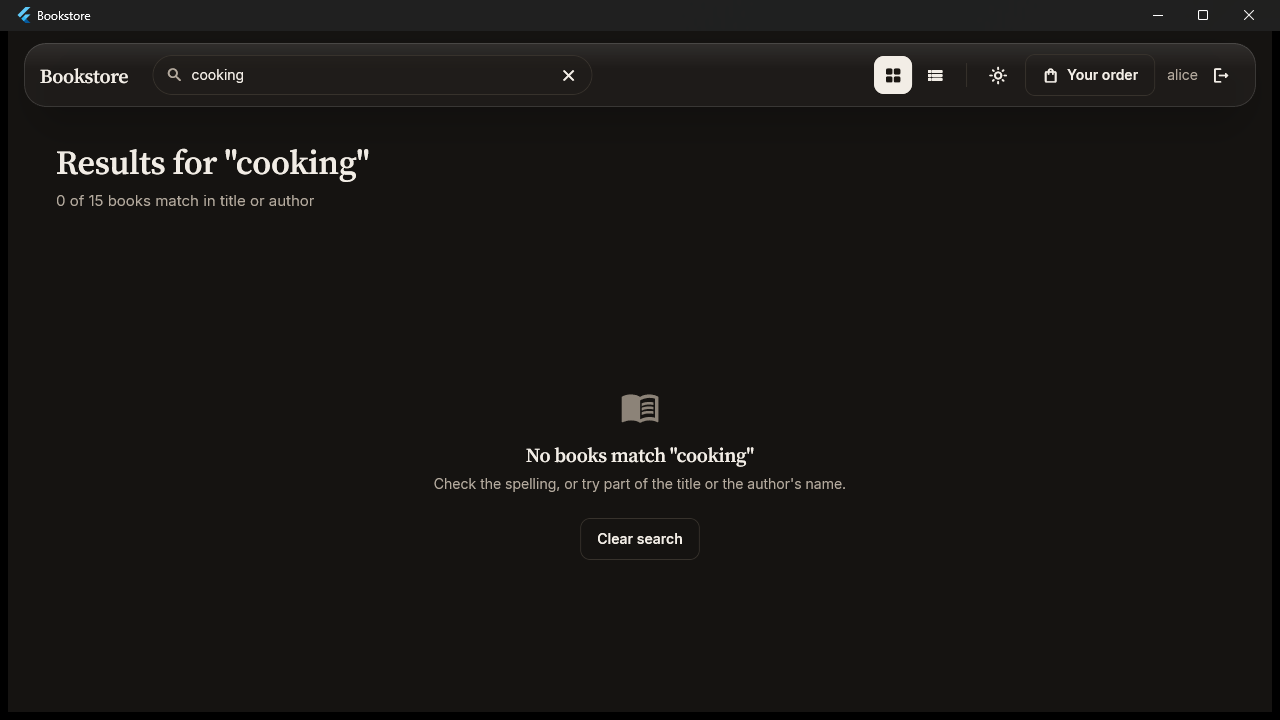 Bookstore
Bookstore
cooking
Your order
alice
Results for "cooking"
0 of 15 books match in title or author
No books match "cooking"
Check the spelling, or try part of the title or the author's name.
Clear search